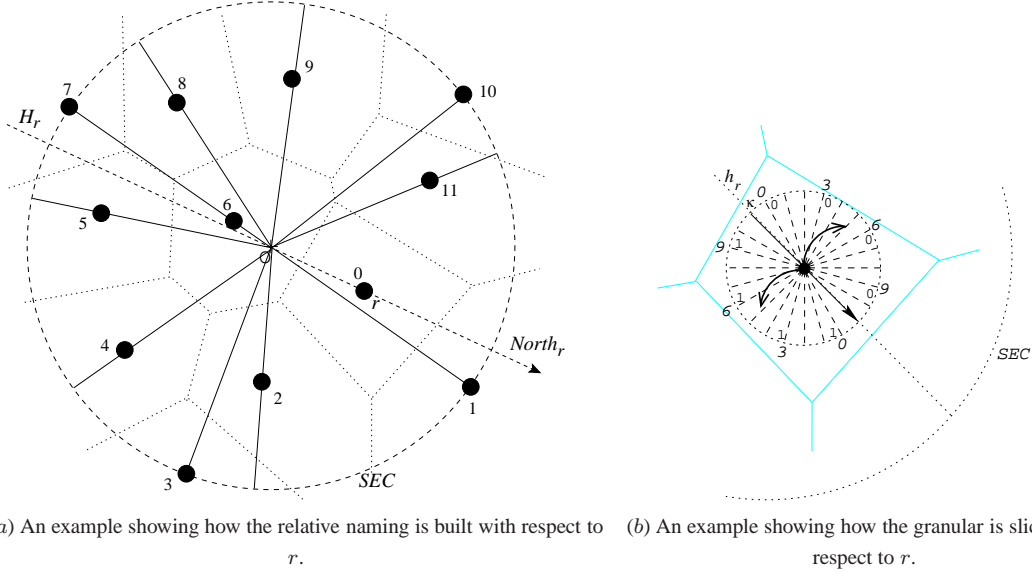 7
8
9
10
H_r
11
6
5
O
0
r
4
2
North_r
1
3
SEC
h_r
0
r
0
3
0
6
0
9
1
9
0
6
1
3
1
0
1
SEC
a) An example showing how the relative naming is built with respect to
r.
(b) An example showing how the granular is slic
respect to r.